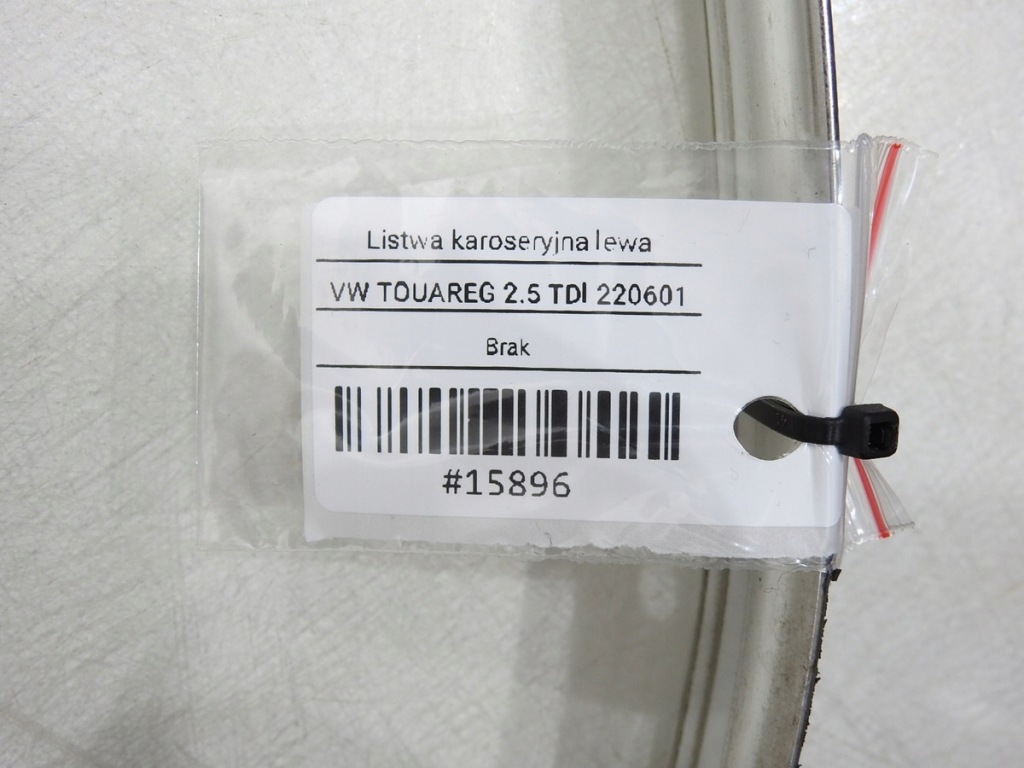 Listwa karoseryjna lewa
VW TOUAREG 2.5 TDI 220601
Brak
#15896